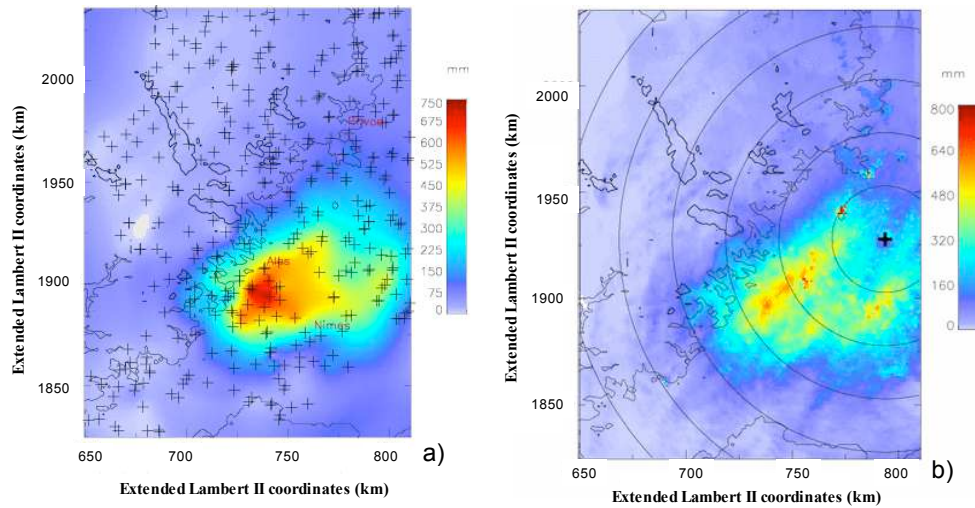 mm
750
675
600
525
450
375
300
225
150
75
0
2000
1950
1900
1850
Extended Lambert II coordinates (km)
Ales
Nimes
650 700 750 800
Extended Lambert II coordinates (km)
a)
mm
800
640
480
320
160
0
2000
1950
1900
1850
Extended Lambert II coordinates (km)
650 700 750 800
Extended Lambert II coordinates (km)
b)